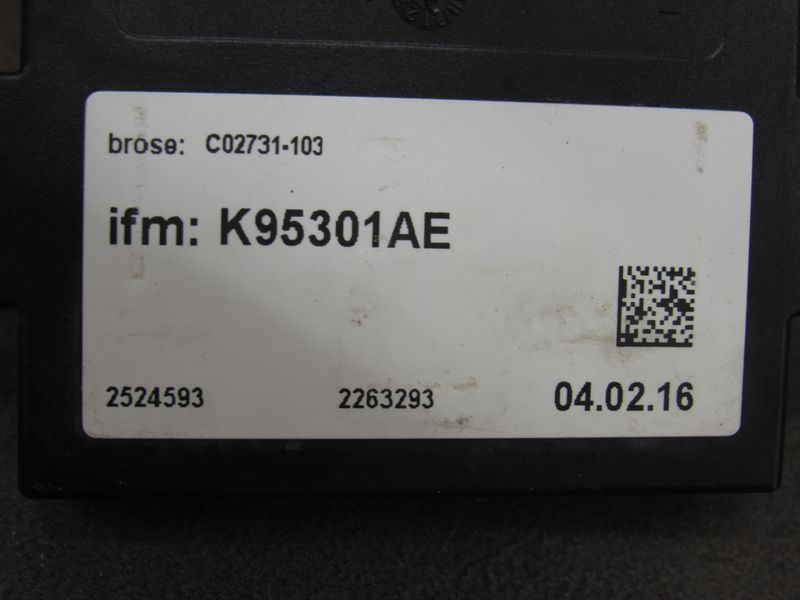 brose: C02731-103
ifm: K95301AE
2524593 2263293 04.02.16